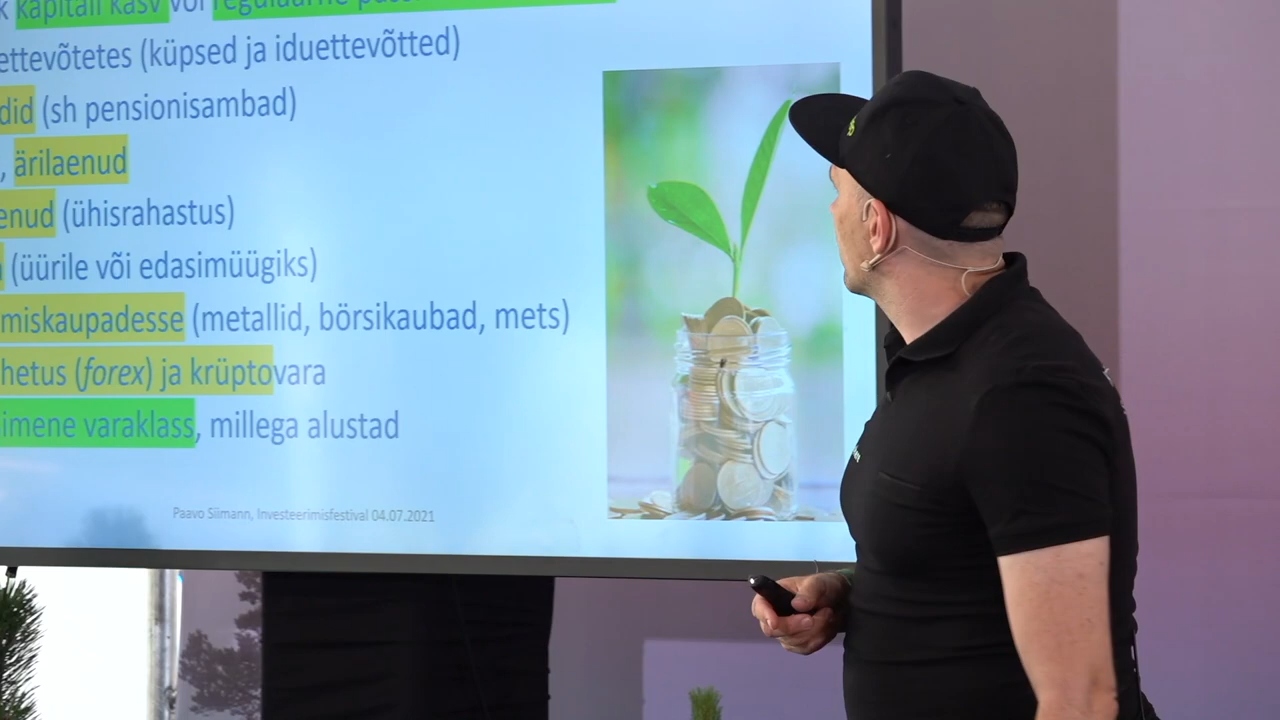 k kapitali kasv või regulaarne
ettevõtetes (küpsed ja iduettevõtted)
did (sh pensionisambad)
, ärilaenud
enud (ühisrahastus)
(üürile või edasimüügiks)
miskaupadesse (metallid, börsikaubad, mets)
hetus (forex) ja krüptovara
imene varaklass, millega alustad
Paavo Siimann, Investeerimisfestival 04.07.2021